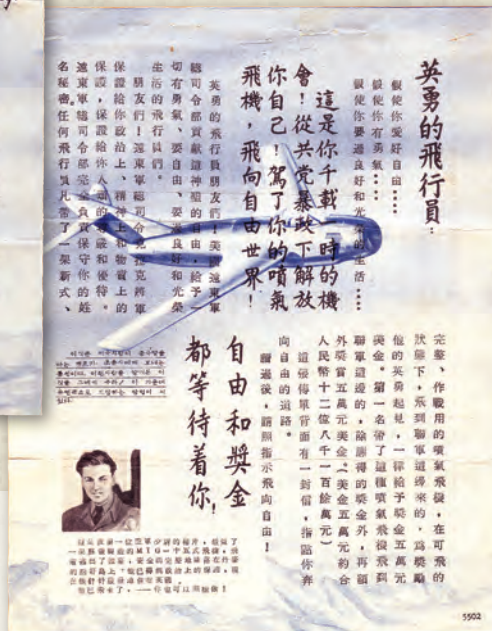 英勇的飛行員：
假使你愛好自由……
假使你有勇氣……
假使你要過良好和光榮的生活……
這是你千載一時的機
會！從共党暴政下解放
你自己！駕了你的噴氣
飛機，飛向自由世界！
英勇的飛行員朋友們！美國遠東軍
總司令部貢獻這神聖的自由，給予一
切有勇氣、要自由、要過良好和光榮
生活的飛行員們。
朋友們！遠東軍總司令克拉克將軍
保證給你政治上、精神上和物質上的
保護，保證給你人道的尊嚴和優待。
遠東軍總司令部完全負責保守你的姓
名秘密。任何飛行員凡帶了一架新式、
完整、作戰用的噴氣飛機，在可飛的
狀態下，飛到聯軍這邊來的，爲獎勵
他的英勇起見，一律給予獎金五萬元
美金。第一名帶了這種噴氣飛機飛到
聯軍這邊的，除講得的獎金外，再額
外獎賞五萬元美金（美金五萬元約合
人民幣十二億八千一百餘萬元）
這張傳單背面有一封信，指點你奔
向自由的道路。
讀過後，請照指示飛向自由！
自由和獎金
都等待着你！
5502